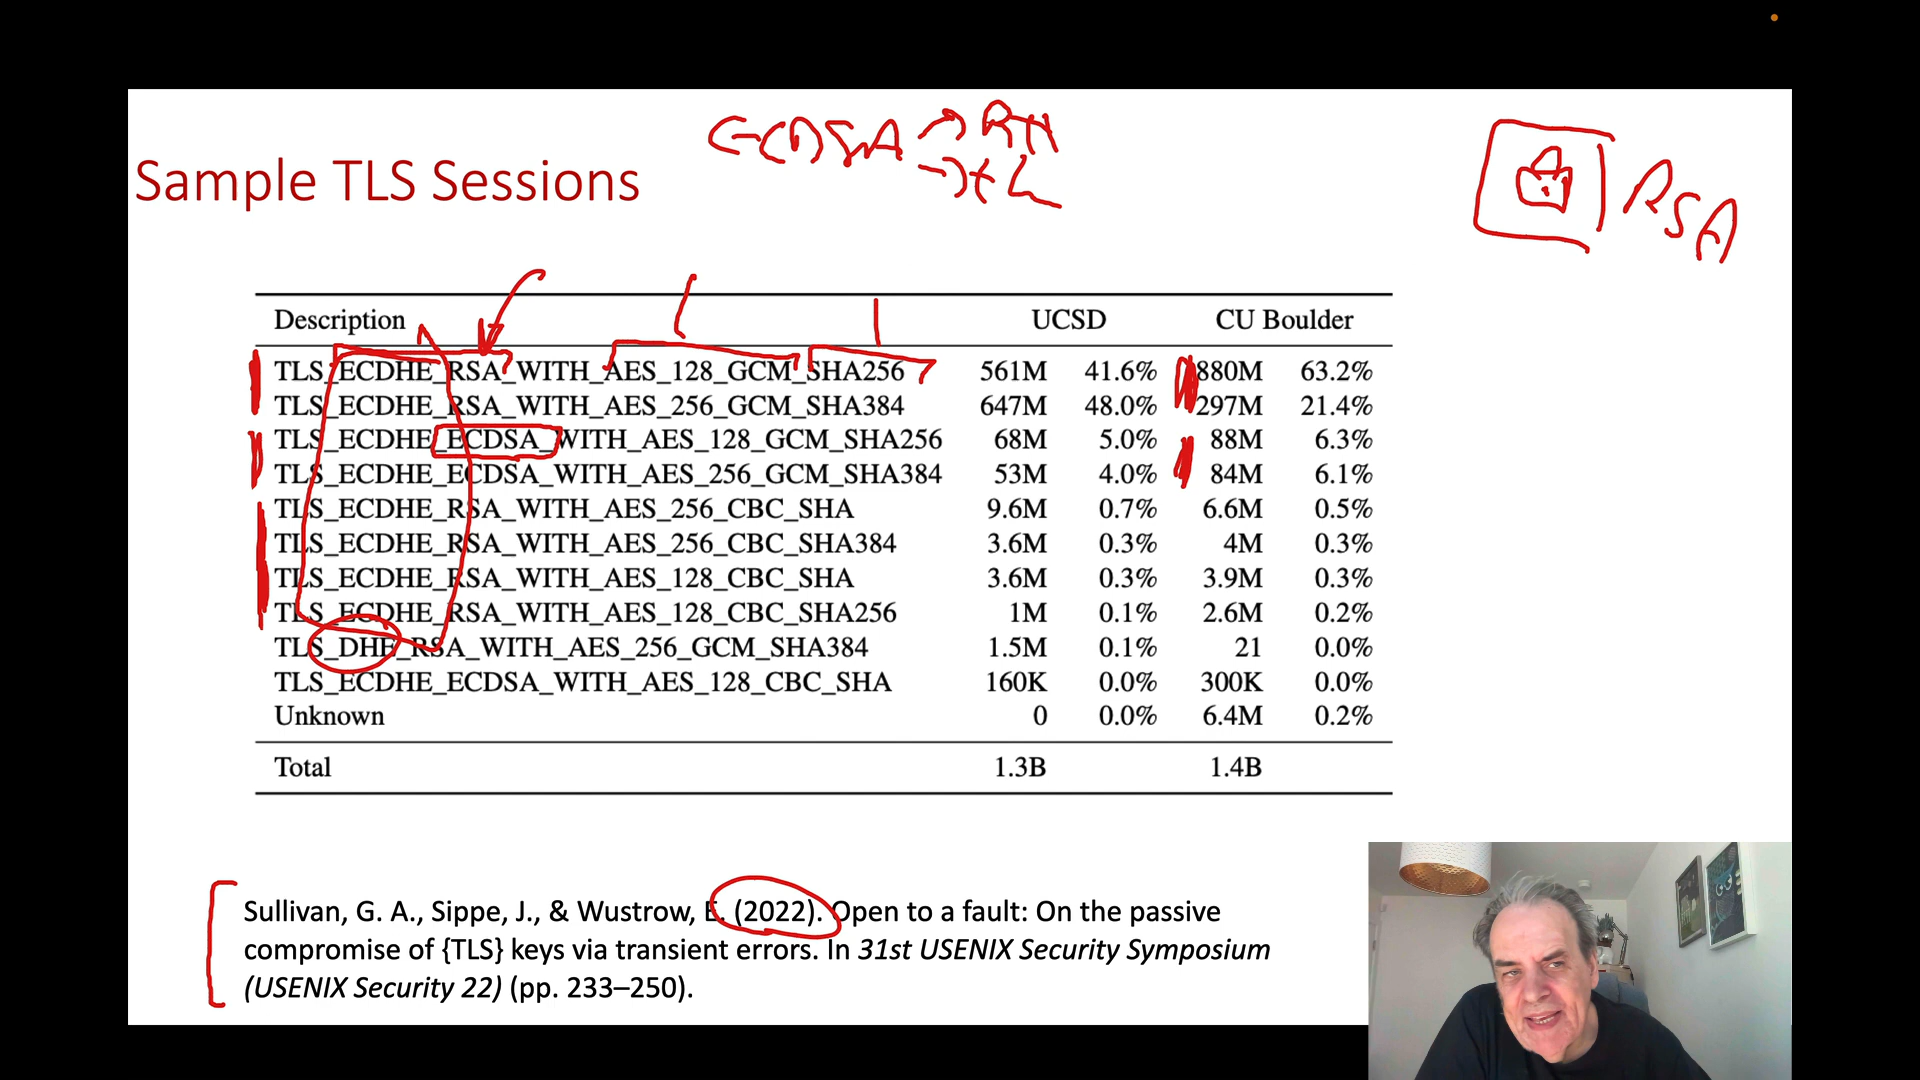 ECDSA → RH
→ + L
RSA
Sample TLS Sessions
Description UCSD CU Boulder
TLS_ECDHE_RSA_WITH_AES_128_GCM_SHA256 561M 41.6% 880M 63.2%
TLS_ECDHE_RSA_WITH_AES_256_GCM_SHA384 647M 48.0% 297M 21.4%
TLS_ECDHE_ECDSA_WITH_AES_128_GCM_SHA256 68M 5.0% 88M 6.3%
TLS_ECDHE_ECDSA_WITH_AES_256_GCM_SHA384 53M 4.0% 84M 6.1%
TLS_ECDHE_RSA_WITH_AES_256_CBC_SHA 9.6M 0.7% 6.6M 0.5%
TLS_ECDHE_RSA_WITH_AES_256_CBC_SHA384 3.6M 0.3% 4M 0.3%
TLS_ECDHE_RSA_WITH_AES_128_CBC_SHA 3.6M 0.3% 3.9M 0.3%
TLS_ECDHE_RSA_WITH_AES_128_CBC_SHA256 1M 0.1% 2.6M 0.2%
TLS_DHE_RSA_WITH_AES_256_GCM_SHA384 1.5M 0.1% 21 0.0%
TLS_ECDHE_ECDSA_WITH_AES_128_CBC_SHA 160K 0.0% 300K 0.0%
Unknown 0 0.0% 6.4M 0.2%
Total 1.3B 1.4B
Sullivan, G. A., Sippe, J., & Wustrow, E. (2022). Open to a fault: On the passive
compromise of {TLS} keys via transient errors. In 31st USENIX Security Symposium
(USENIX Security 22) (pp. 233–250).